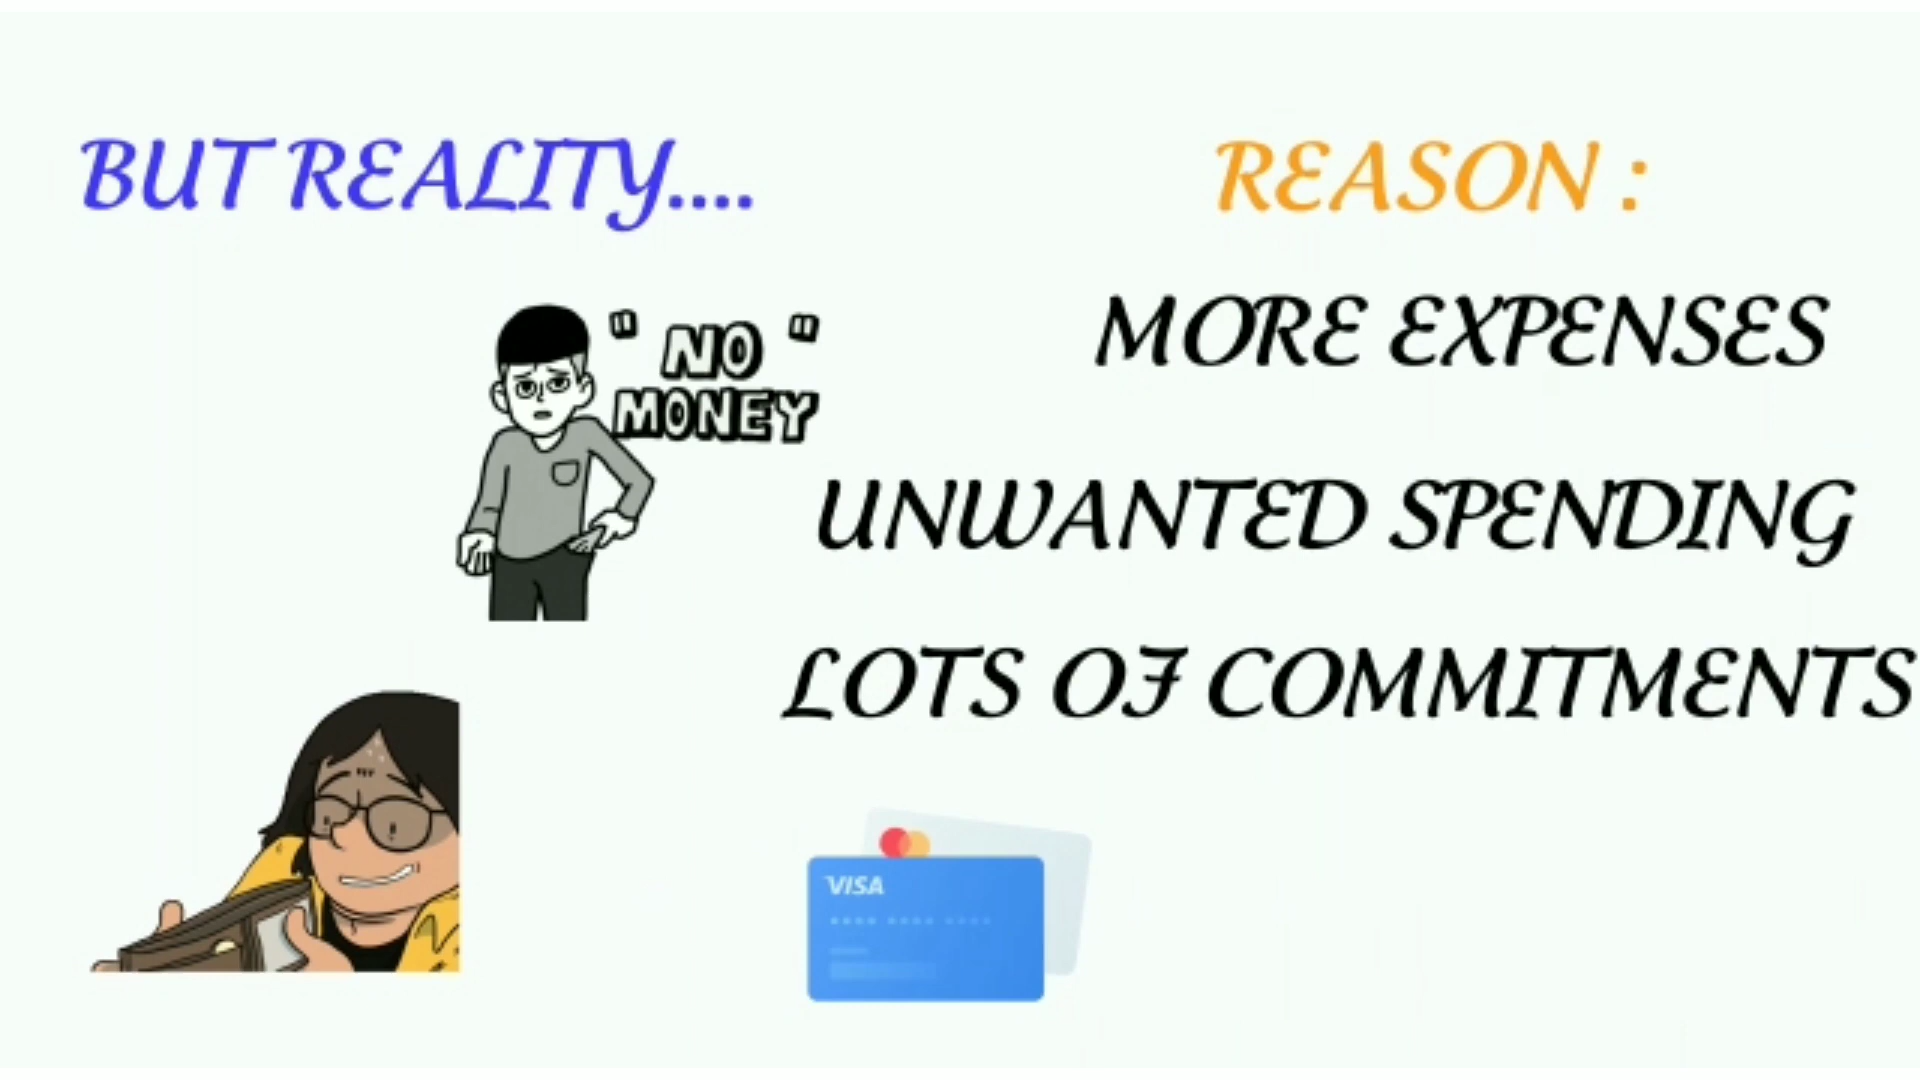 BUT REALITY....
" NO "
MONEY
REASON :
MORE EXPENSES
UNWANTED SPENDING
LOTS OF COMMITMENTS
VISA